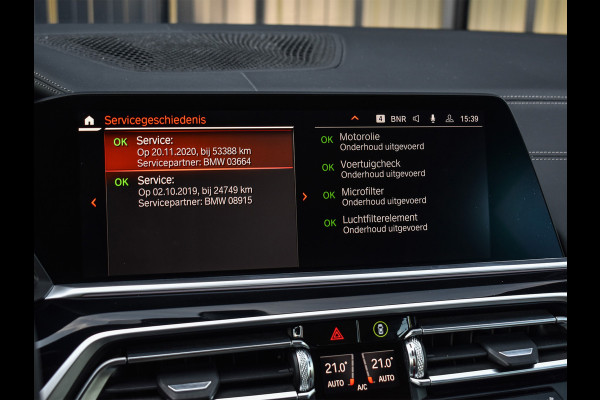 Servicegeschiedenis
4 BNR 15:39
OK Service:
Op 20.11.2020, bij 53388 km
Servicepartner: BMW 03664
OK Service:
Op 02.10.2019, bij 24749 km
Servicepartner: BMW 08915
OK Motorolie
Onderhoud uitgevoerd
OK Voertuigcheck
Onderhoud uitgevoerd
OK Microfilter
Onderhoud uitgevoerd
OK Luchtfilterelement
Onderhoud uitgevoerd
21.0° 21.0°
AUTO A/C AUTO